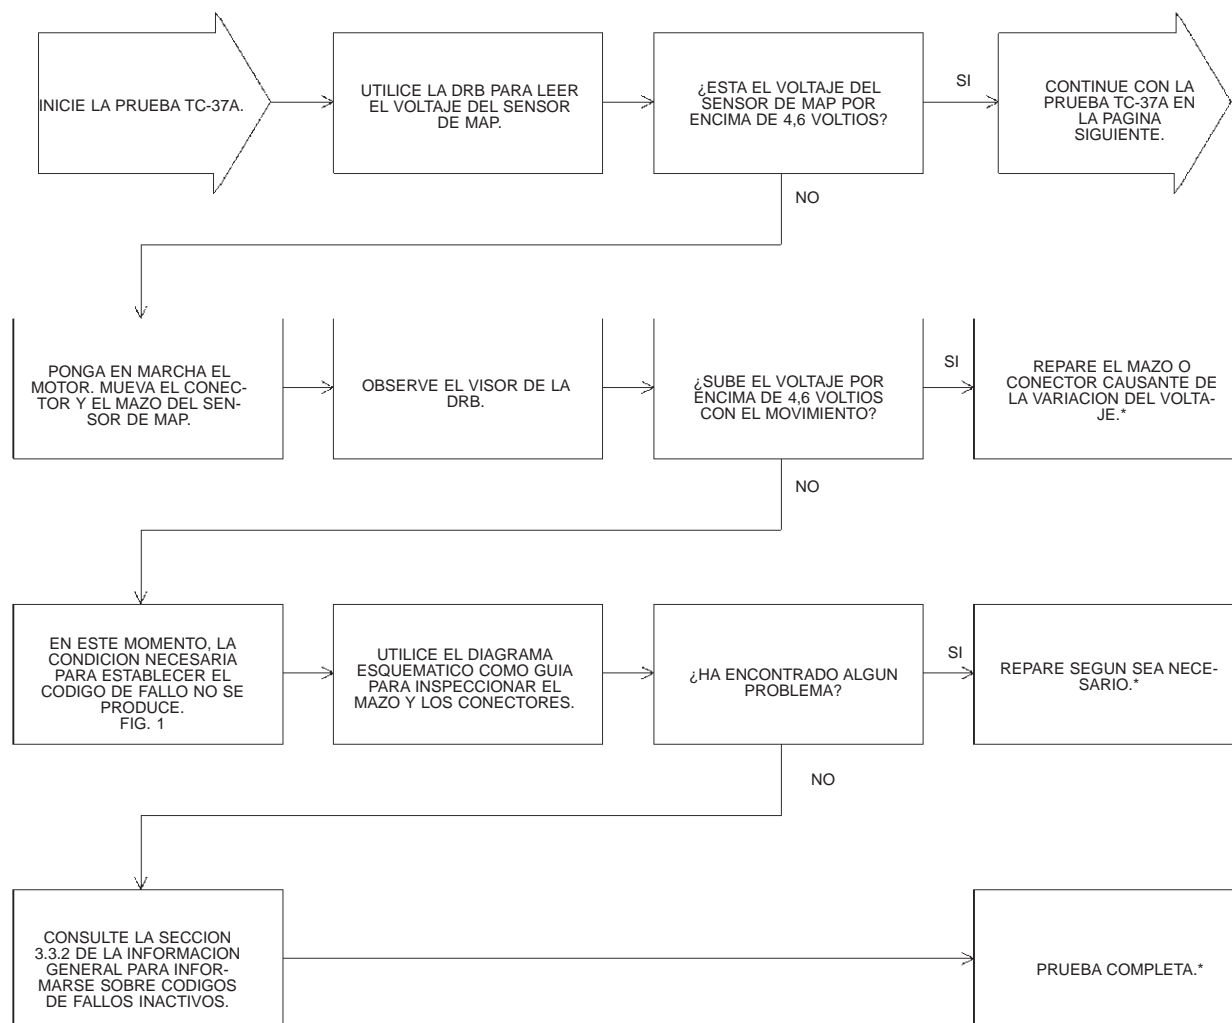 INICIE LA PRUEBA TC-37A.
UTILICE LA DRB PARA LEER
EL VOLTAJE DEL SENSOR
DE MAP.
¿ESTA EL VOLTAJE DEL
SENSOR DE MAP POR
ENCIMA DE 4,6 VOLTIOS?
SI
CONTINUE CON LA
PRUEBA TC-37A EN
LA PAGINA
SIGUIENTE.
NO
PONGA EN MARCHA EL
MOTOR. MUEVA EL CONEC-
TOR Y EL MAZO DEL SEN-
SOR DE MAP.
OBSERVE EL VISOR DE LA
DRB.
¿SUBE EL VOLTAJE POR
ENCIMA DE 4,6 VOLTIOS
CON EL MOVIMIENTO?
SI
REPARE EL MAZO O
CONECTOR CAUSANTE DE
LA VARIACION DEL VOLTA-
JE.*
NO
EN ESTE MOMENTO, LA
CONDICION NECESARIA
PARA ESTABLECER EL
CODIGO DE FALLO NO SE
PRODUCE.
FIG. 1
UTILICE EL DIAGRAMA
ESQUEMATICO COMO GUIA
PARA INSPECCIONAR EL
MAZO Y LOS CONECTORES.
¿HA ENCONTRADO ALGUN
PROBLEMA?
SI
REPARE SEGUN SEA NECE-
SARIO.*
NO
CONSULTE LA SECCION
3.3.2 DE LA INFORMACION
GENERAL PARA INFOR-
MARSE SOBRE CODIGOS
DE FALLOS INACTIVOS.
PRUEBA COMPLETA.*